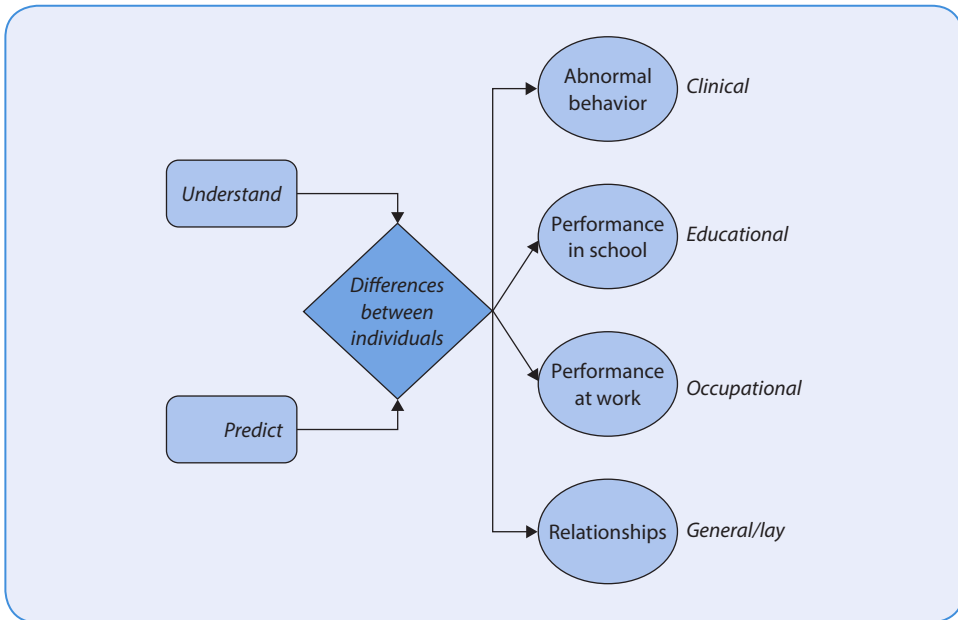 Abnormal
behavior
Clinical
Understand
Performance
in school
Educational
Differences
between
individuals
Performance
at work
Occupational
Predict
Relationships
General/lay